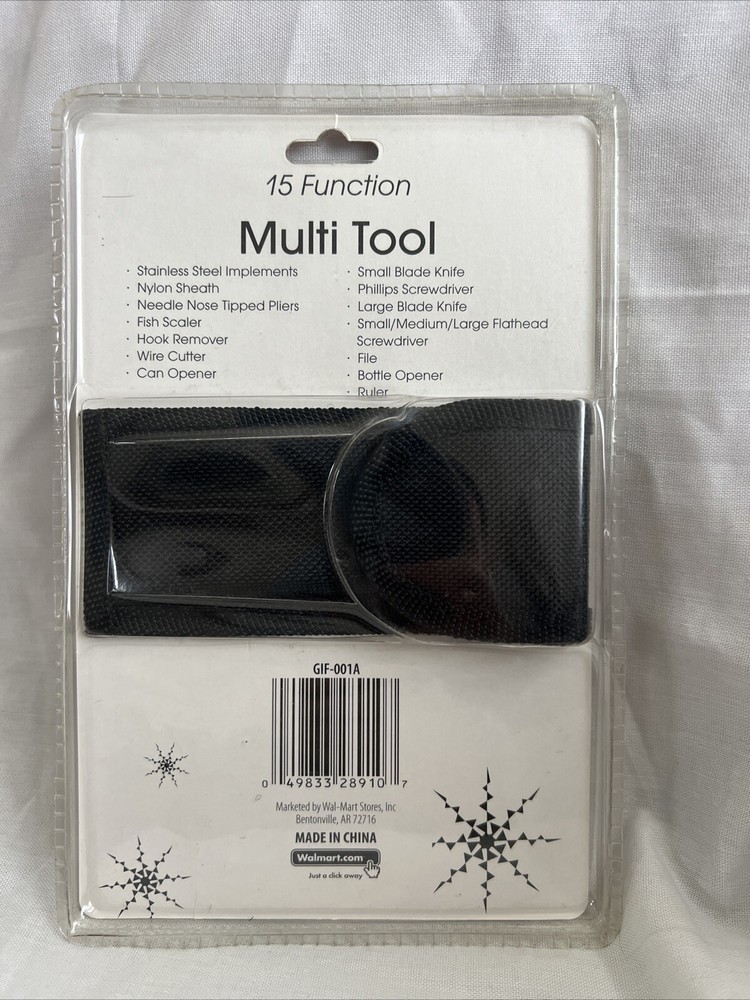 15 Function
Multi Tool
· Stainless Steel Implements
· Nylon Sheath
· Needle Nose Tipped Pliers
· Fish Scaler
· Hook Remover
· Wire Cutter
· Can Opener
· Small Blade Knife
· Phillips Screwdriver
· Large Blade Knife
· Small/Medium/Large Flathead
Screwdriver
· File
· Bottle Opener
· Ruler
GIF-001A
0 49833 28910 7
Marketed by Wal-Mart Stores, Inc
Bentonville, AR 72716
MADE IN CHINA
Walmart.com
Just a click away